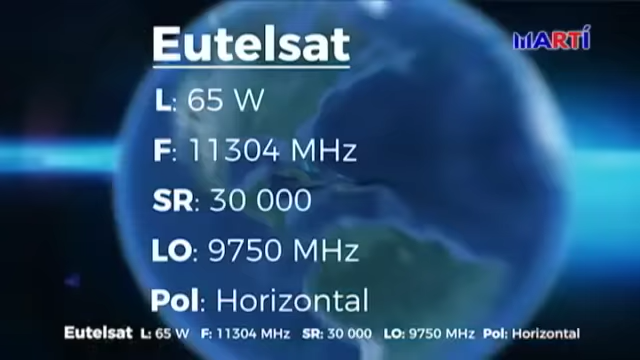 Eutelsat
MARTÍ
L: 65 W
F: 11304 MHz
SR: 30 000
LO: 9750 MHz
Pol: Horizontal
Eutelsat L: 65 W F: 11304 MHz SR: 30 000 LO: 9750 MHz Pol: Horizontal